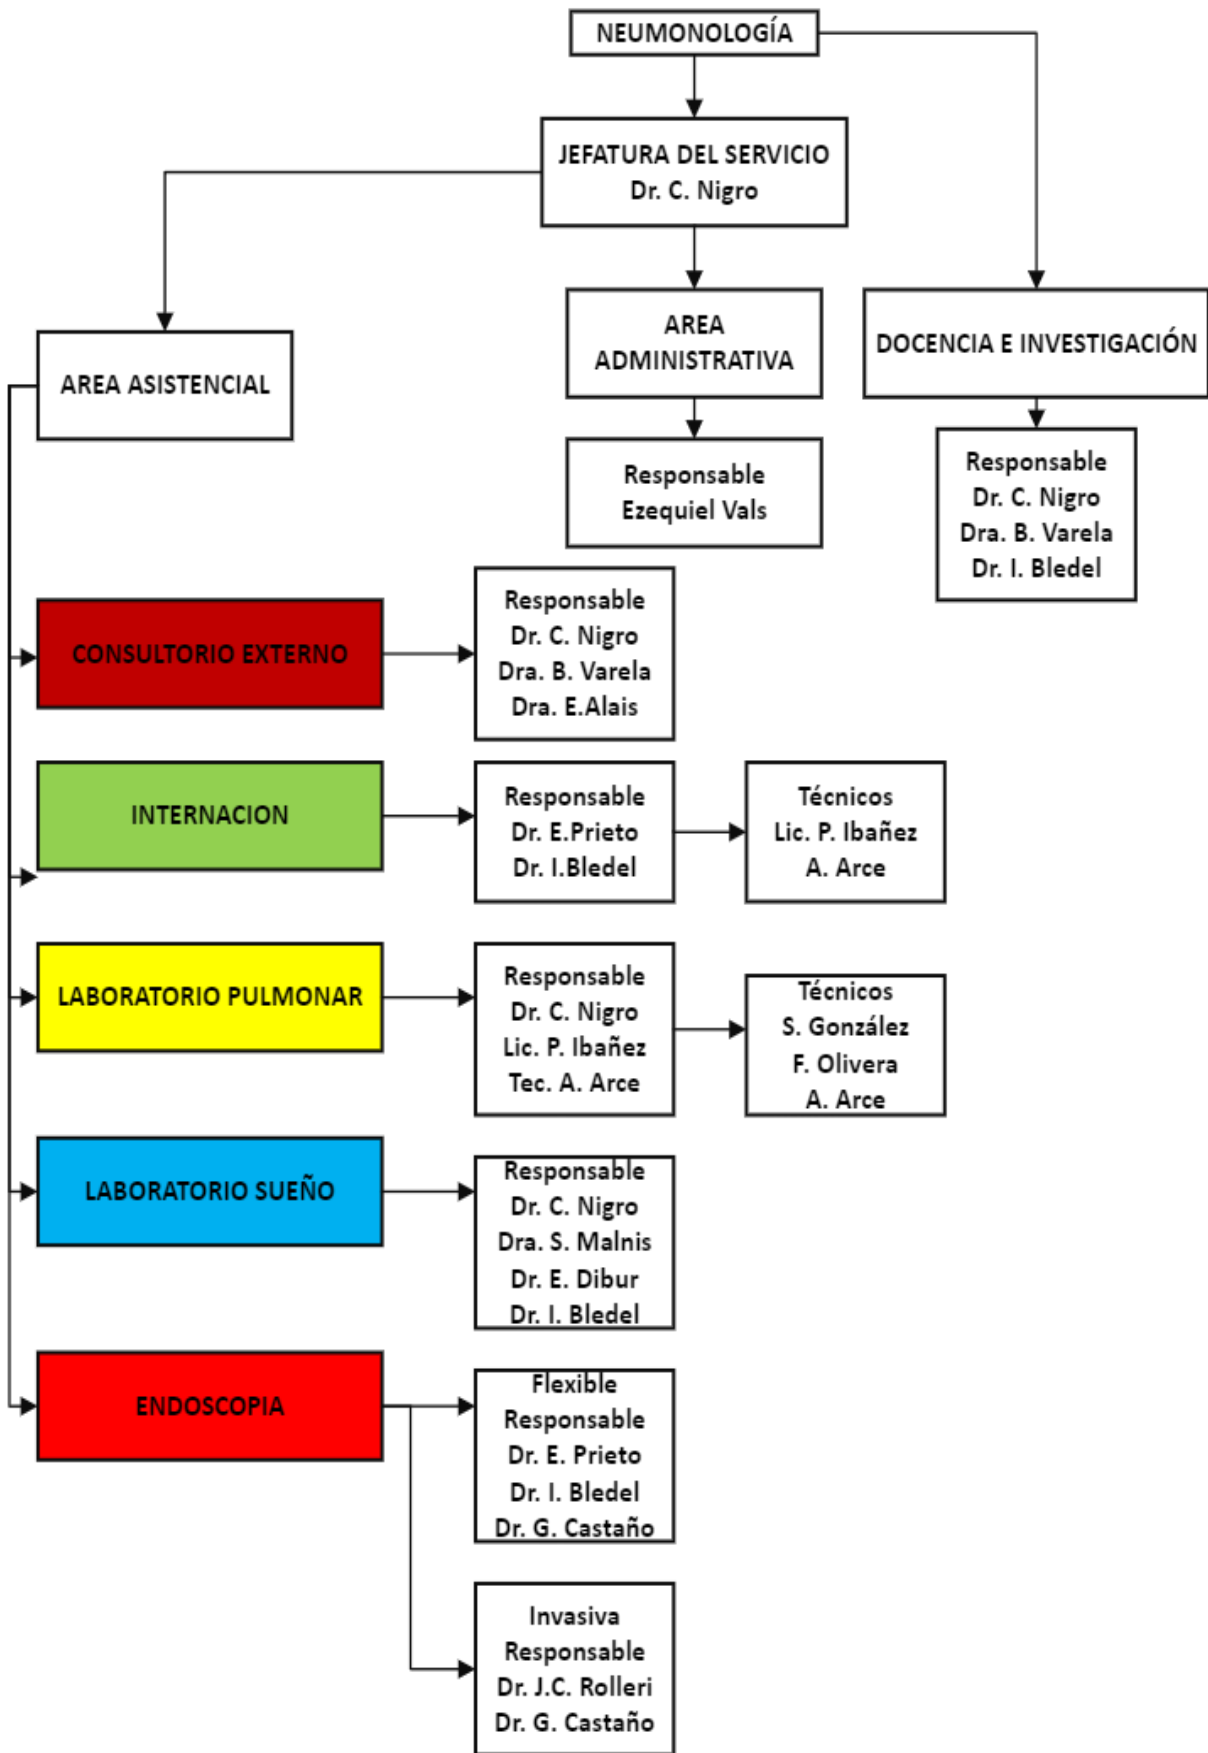 NEUMONOLOGÍA
JEFATURA DEL SERVICIO
Dr. C. Nigro
AREA
ADMINISTRATIVA
DOCENCIA E INVESTIGACIÓN
AREA ASISTENCIAL
Responsable
Ezequiel Vals
Responsable
Dr. C. Nigro
Dra. B. Varela
Dr. I. Bledel
CONSULTORIO EXTERNO
Responsable
Dr. C. Nigro
Dra. B. Varela
Dra. E.Alais
INTERNACION
Responsable
Dr. E.Prieto
Dr. I.Bledel
Técnicos
Lic. P. Ibañez
A. Arce
LABORATORIO PULMONAR
Responsable
Dr. C. Nigro
Lic. P. Ibañez
Tec. A. Arce
Técnicos
S. González
F. Olivera
A. Arce
LABORATORIO SUEÑO
Responsable
Dr. C. Nigro
Dra. S. Malnis
Dr. E. Dibur
Dr. I. Bledel
ENDOSCOPIA
Flexible
Responsable
Dr. E. Prieto
Dr. I. Bledel
Dr. G. Castaño
Invasiva
Responsable
Dr. J.C. Rolleri
Dr. G. Castaño